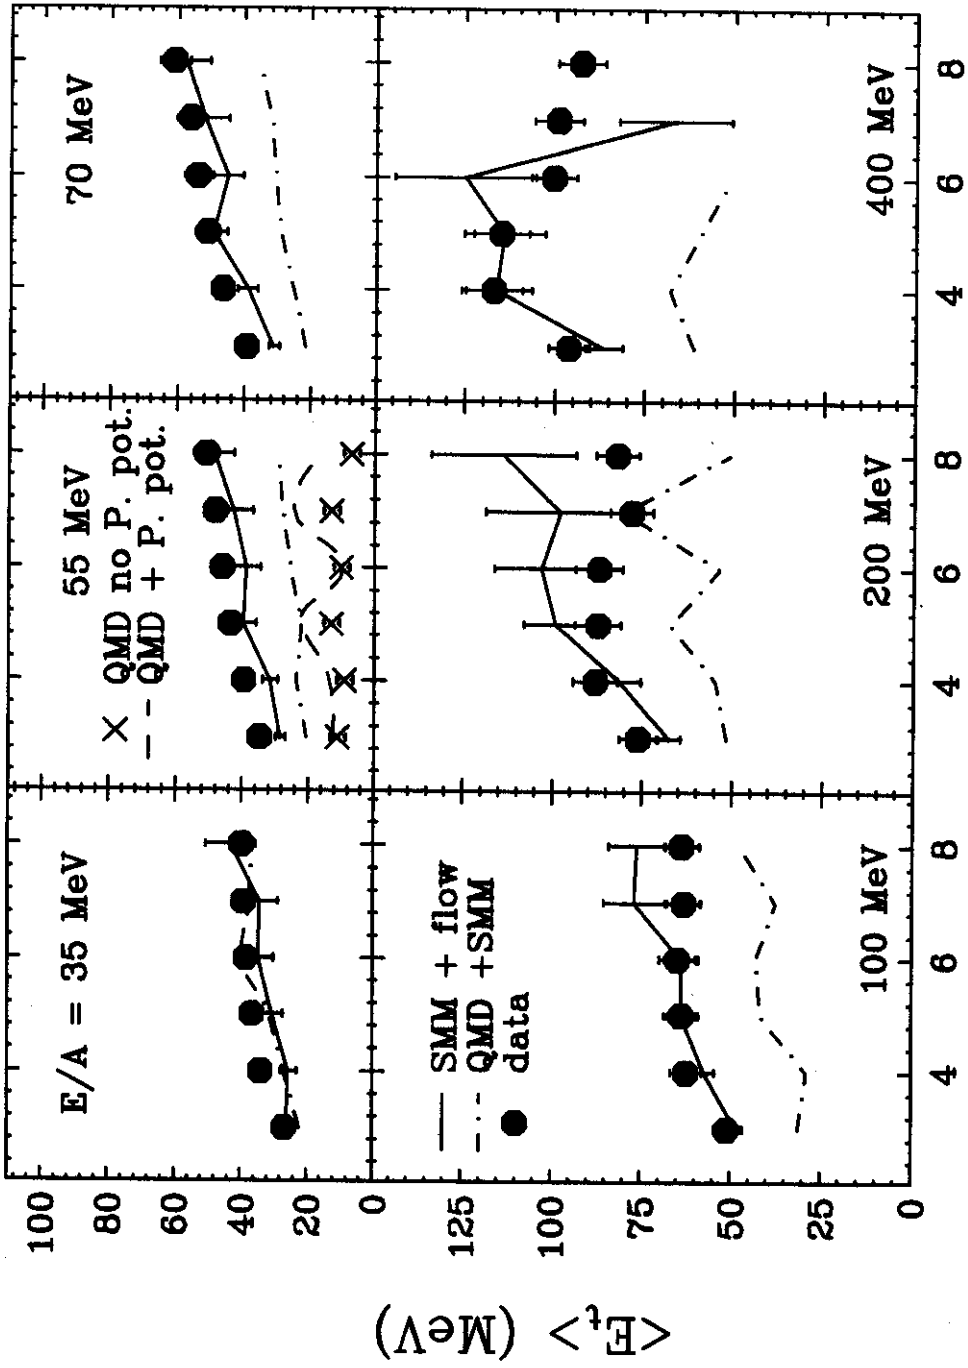 E/A = 35 MeV
55 MeV
70 MeV
× QMD no P. pot.
QMD + P. pot.
100
80
60
40
20
0
SMM + flow
QMD +SMM
data
125
100
75
50
0
100 MeV
200 MeV
400 MeV
4 6 8
4 6 8
4 6 8
<E_t> (MeV)